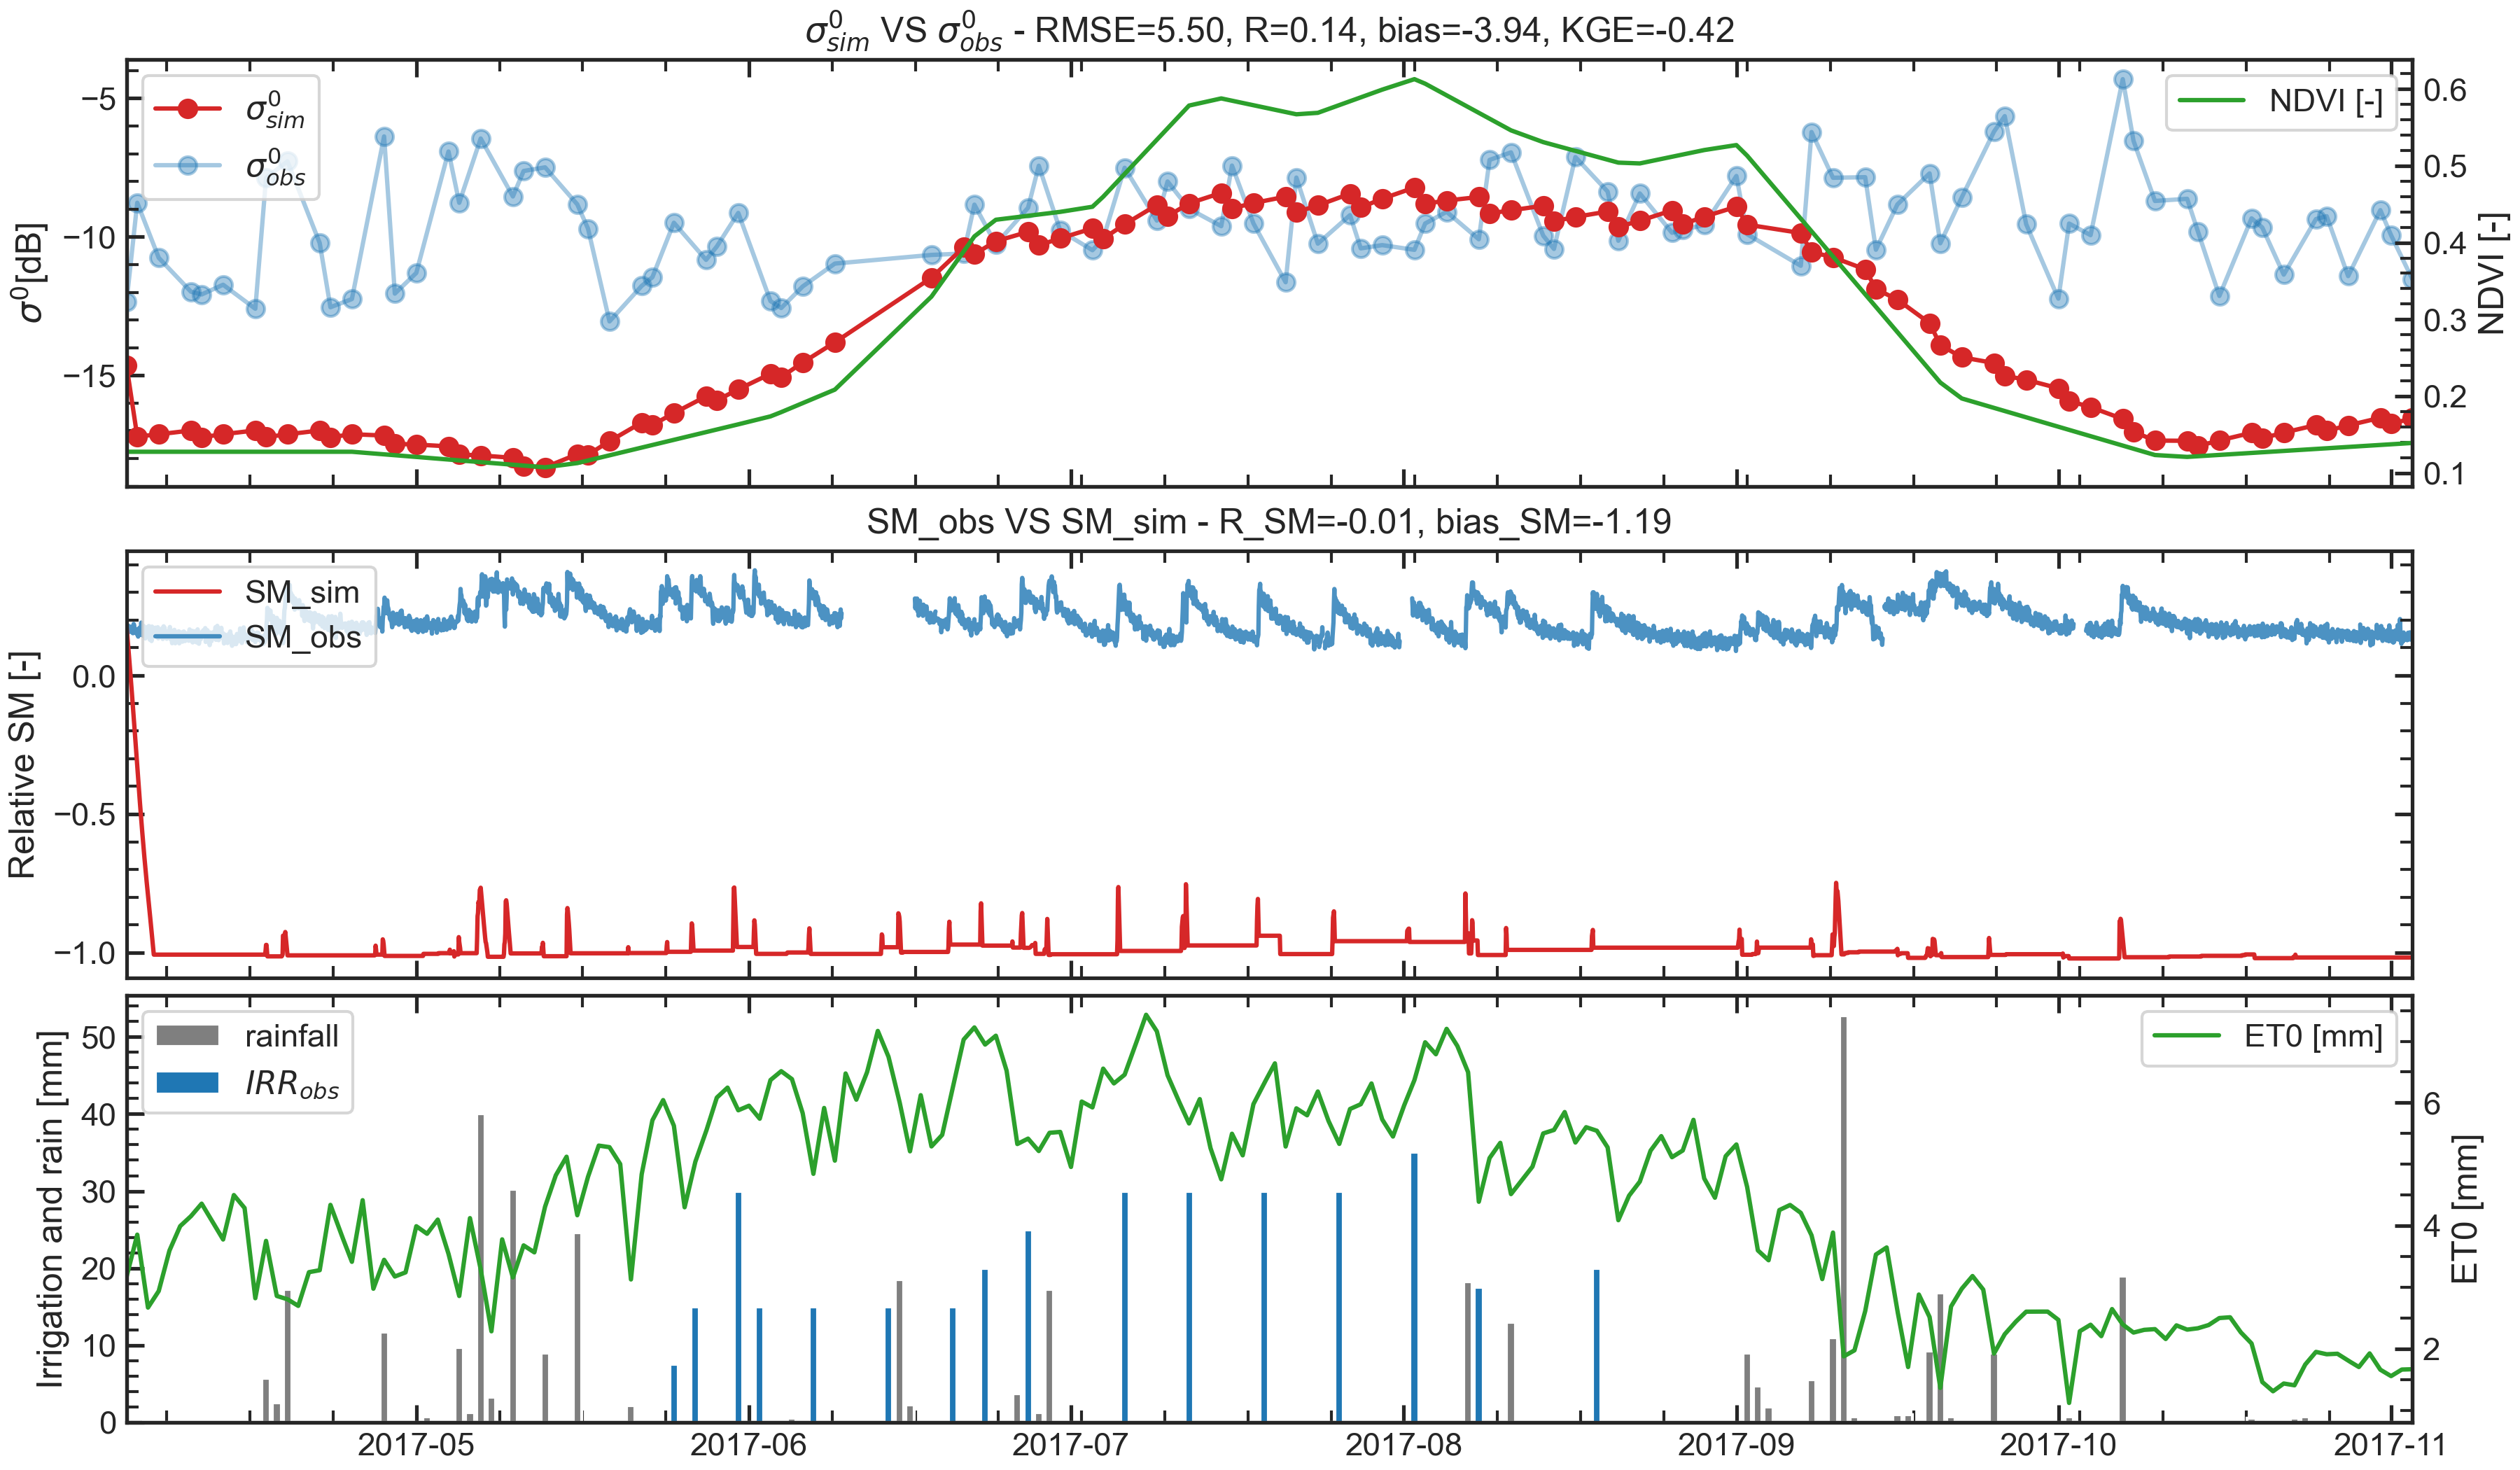 σ⁰sim VS σ⁰obs - RMSE=5.50, R=0.14, bias=-3.94, KGE=-0.42
σ⁰sim
σ⁰obs
NDVI [-]
−5
−10
−15
σ⁰[dB]
0.6
0.5
0.4
0.3
0.2
0.1
NDVI [-]
SM_obs VS SM_sim - R_SM=-0.01, bias_SM=-1.19
SM_sim
SM_obs
0.0
−0.5
−1.0
Relative SM [-]
rainfall
IRRobs
ET0 [mm]
50
40
30
20
10
0
Irrigation and rain [mm]
6
4
2
ET0 [mm]
2017-05
2017-06
2017-07
2017-08
2017-09
2017-10
2017-11